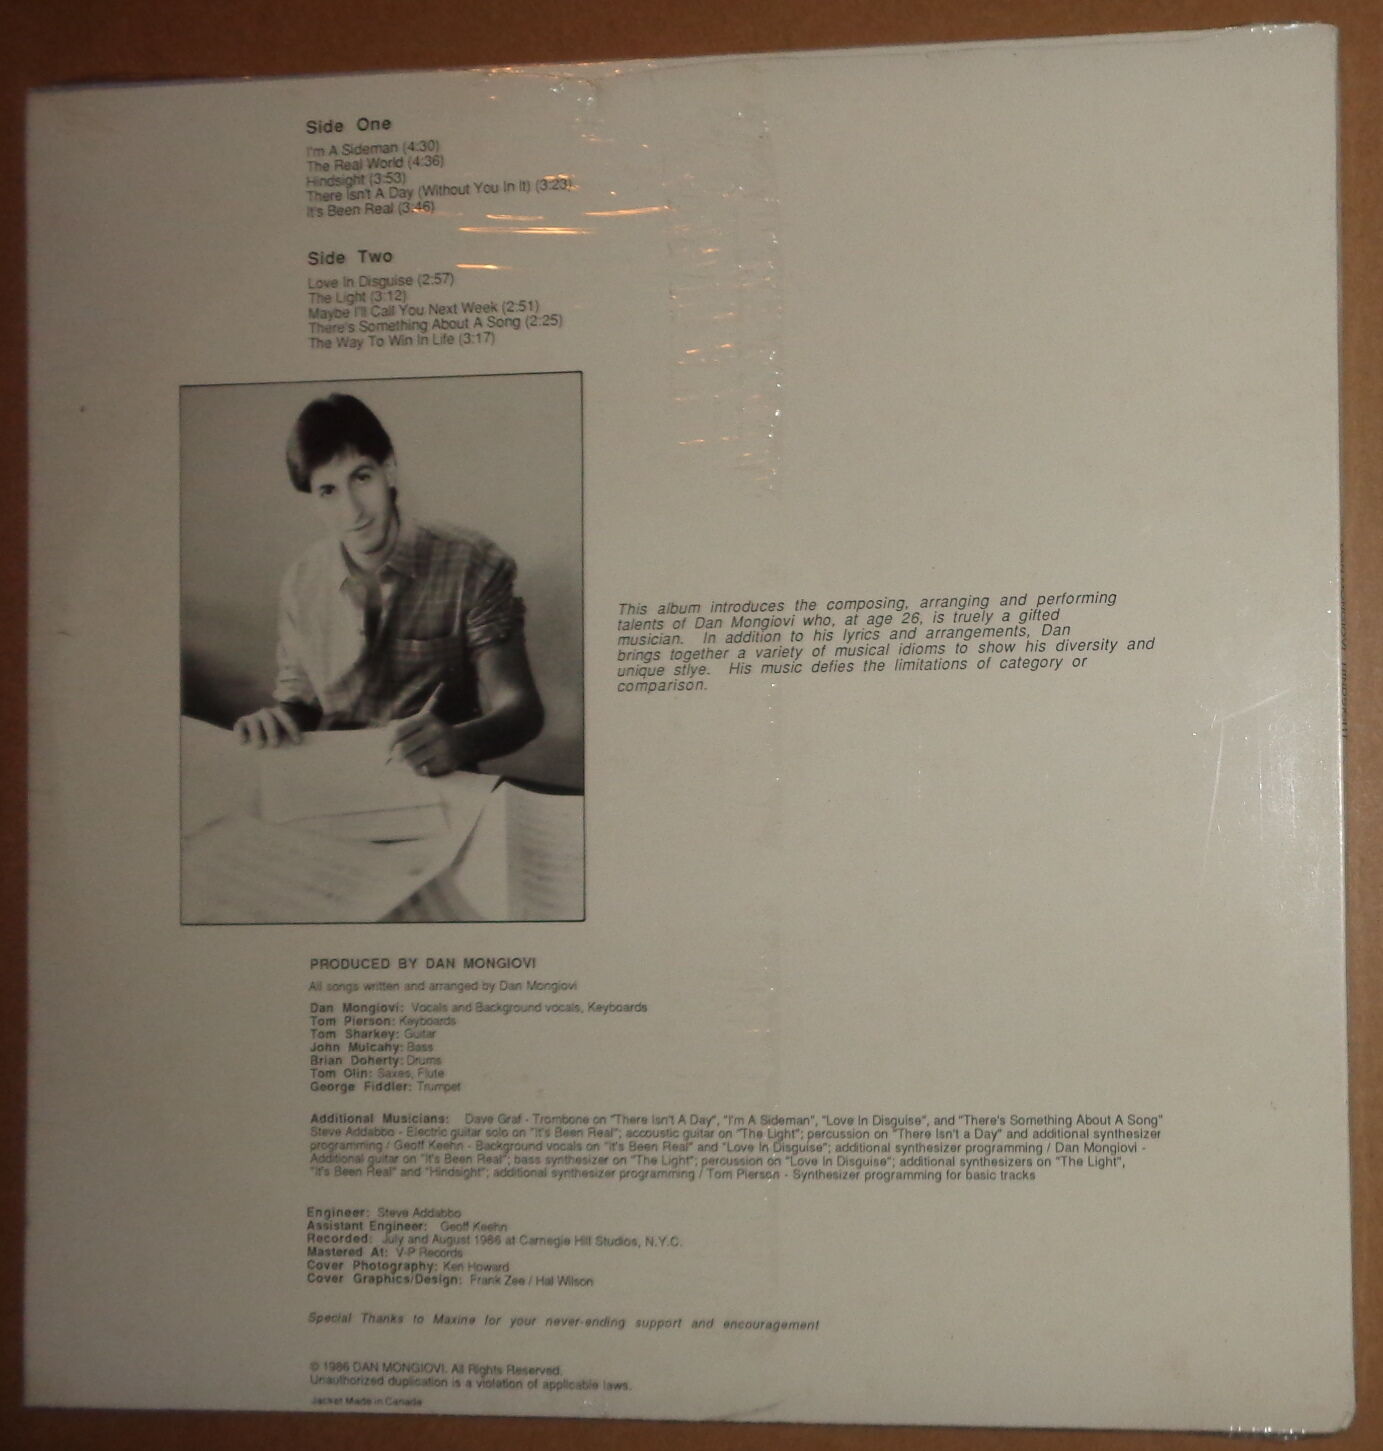 Side One
I'm A Sideman (4:30)
The Real World (4:36)
Hindsight (3:53)
There Isn't A Day (Without You In It) (3:23)
It's Been Real (3:46)
Side Two
Love In Disguise (2:57)
The Light (3:12)
Maybe I'll Call You Next Week (2:51)
There's Something About A Song (2:25)
The Way To Win In Life (3:17)
This album introduces the composing, arranging and performing
talents of Dan Mongiovi who, at age 26, is truely a gifted
musician. In addition to his lyrics and arrangements, Dan
brings together a variety of musical idioms to show his diversity and
unique stlye. His music defies the limitations of category or
comparison.
PRODUCED BY DAN MONGIOVI
All songs written and arranged by Dan Mongiovi
Dan Mongiovi: Vocals and Background vocals, Keyboards
Tom Pierson: Keyboards
Tom Sharkey: Guitar
John Mulcahy: Bass
Brian Doherty: Drums
Tom Olin: Saxes, Flute
George Fiddler: Trumpet
Additional Musicians: Dave Graf - Trombone on "There Isn't A Day", "I'm A Sideman", "Love In Disguise", and "There's Something About A Song"
Steve Addabbo - Electric guitar solo on "It's Been Real"; accoustic guitar on "The Light"; percussion on "There Isn't a Day" and additional synthesizer
programming / Geoff Keehn - Background vocals on "It's Been Real" and "Love In Disguise"; additional synthesizer programming / Dan Mongiovi -
Additional guitar on "It's Been Real"; bass synthesizer on "The Light"; percussion on "Love In Disguise"; additional synthesizers on "The Light",
"It's Been Real" and "Hindsight"; additional synthesizer programming / Tom Pierson - Synthesizer programming for basic tracks
Engineer: Steve Addabbo
Assistant Engineer: Geoff Keehn
Recorded: July and August 1986 at Carnegie Hill Studios, N.Y.C.
Mastered At: V-P Records
Cover Photography: Ken Howard
Cover Graphics/Design: Frank Zee / Hal Wilson
Special Thanks to Maxine for your never-ending support and encouragement
© 1986 DAN MONGIOVI. All Rights Reserved.
Unauthorized duplication is a violation of applicable laws.
Jacket Made in Canada